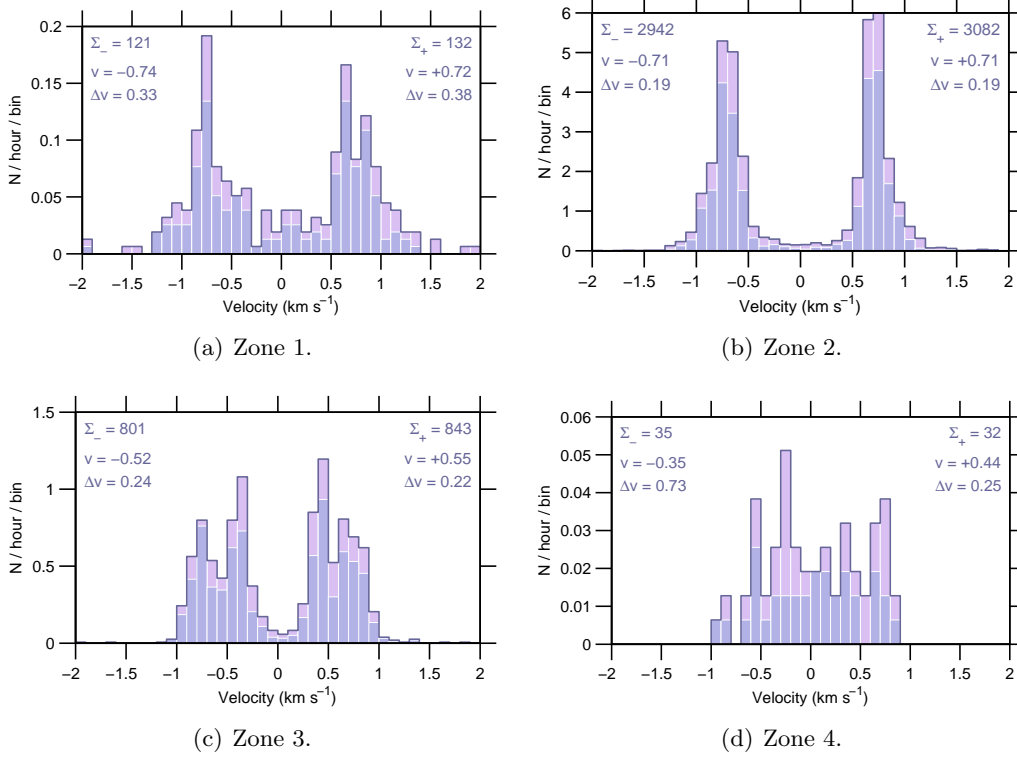 0.2
0.15
0.1
0.05
0
N / hour / bin
Σ− = 121
v = −0.74
Δv = 0.33
Σ+ = 132
v = +0.72
Δv = 0.38
−2 −1.5 −1 −0.5 0 0.5 1 1.5 2
Velocity (km s−1)
(a) Zone 1.
6
5
4
3
2
1
0
N / hour / bin
Σ− = 2942
v = −0.71
Δv = 0.19
Σ+ = 3082
v = +0.71
Δv = 0.19
−2 −1.5 −1 −0.5 0 0.5 1 1.5 2
Velocity (km s−1)
(b) Zone 2.
1.5
1
0.5
0
N / hour / bin
Σ− = 801
v = −0.52
Δv = 0.24
Σ+ = 843
v = +0.55
Δv = 0.22
−2 −1.5 −1 −0.5 0 0.5 1 1.5 2
Velocity (km s−1)
(c) Zone 3.
0.06
0.05
0.04
0.03
0.02
0.01
0
N / hour / bin
Σ− = 35
v = −0.35
Δv = 0.73
Σ+ = 32
v = +0.44
Δv = 0.25
−2 −1.5 −1 −0.5 0 0.5 1 1.5 2
Velocity (km s−1)
(d) Zone 4.